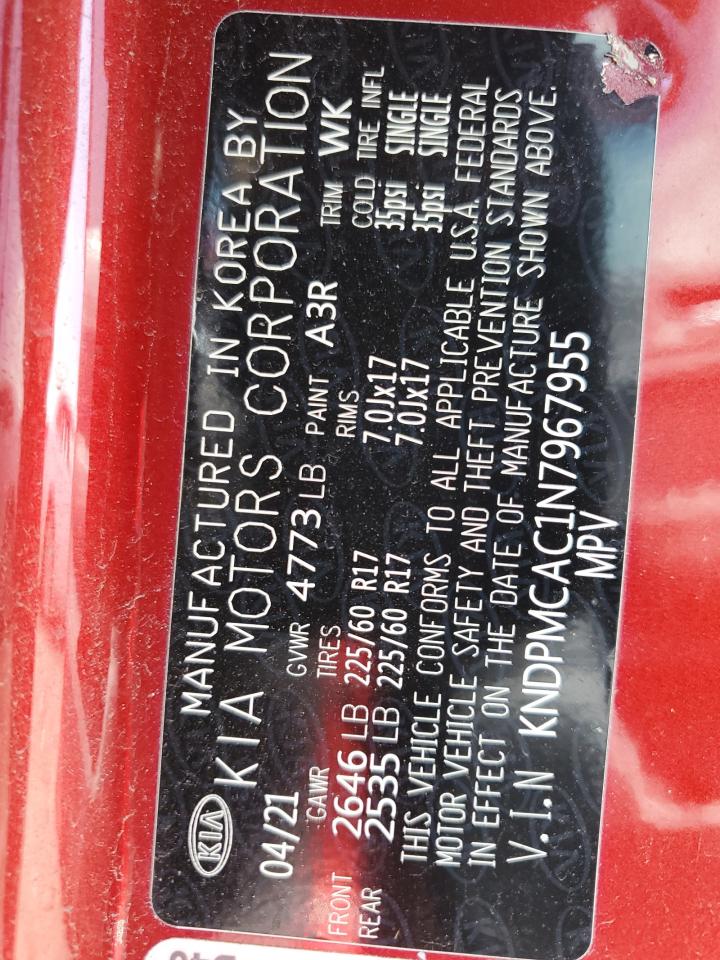 KIA MANUFACTURED IN KOREA BY
KIA MOTORS CORPORATION
04/21 GVWR 4773 LB PAINT A3R TRIM WK
GAWR TIRES RIMS COLD TIRE INFL
FRONT 2646 LB 225/60 R17 7.0Jx17 35psi SINGLE
REAR 2535 LB 225/60 R17 7.0Jx17 35psi SINGLE
THIS VEHICLE CONFORMS TO ALL APPLICABLE U.S.A. FEDERAL
MOTOR VEHICLE SAFETY AND THEFT PREVENTION STANDARDS
IN EFFECT ON THE DATE OF MANUFACTURE SHOWN ABOVE.
V.I.N KNDPMCAC1N7967955
MPV